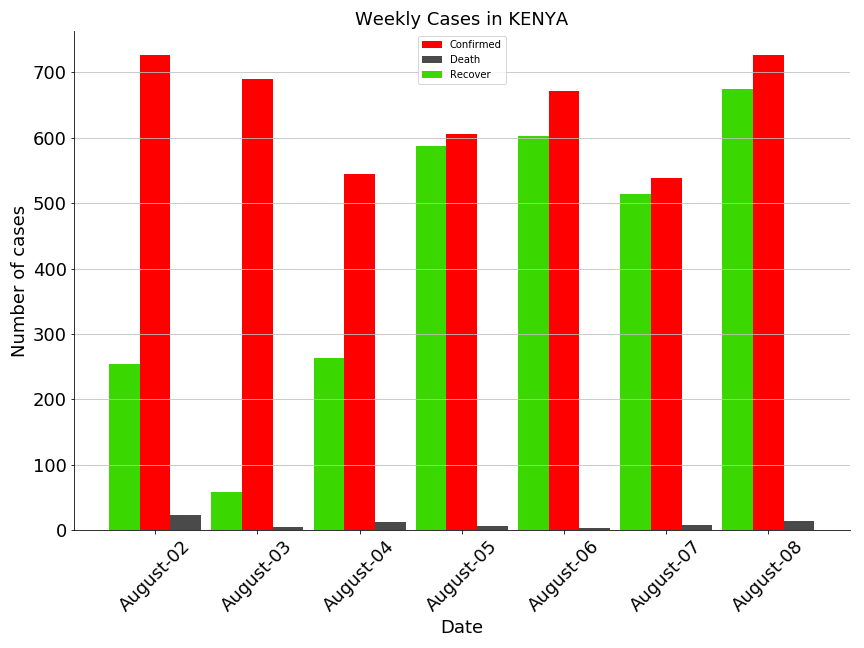 Weekly Cases in KENYA
Confirmed
Death
Recover
Number of cases
700
600
500
400
300
200
100
0
August-02
August-03
August-04
August-05
August-06
August-07
August-08
Date